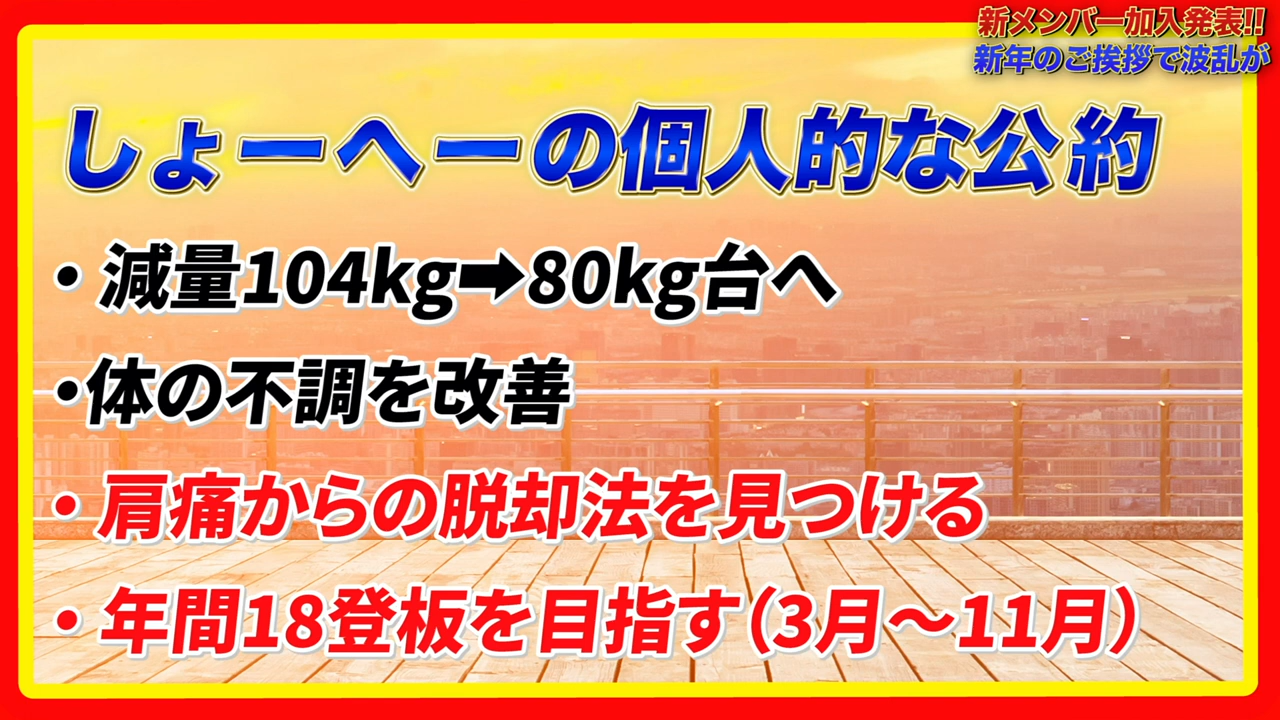 新メンバー加入発表!!
新年のご挨拶で波乱が
しょーへーの個人的な公約
・減量104kg➡80kg台へ
・体の不調を改善
・肩痛からの脱却法を見つける
・年間18登板を目指す(3月〜11月)